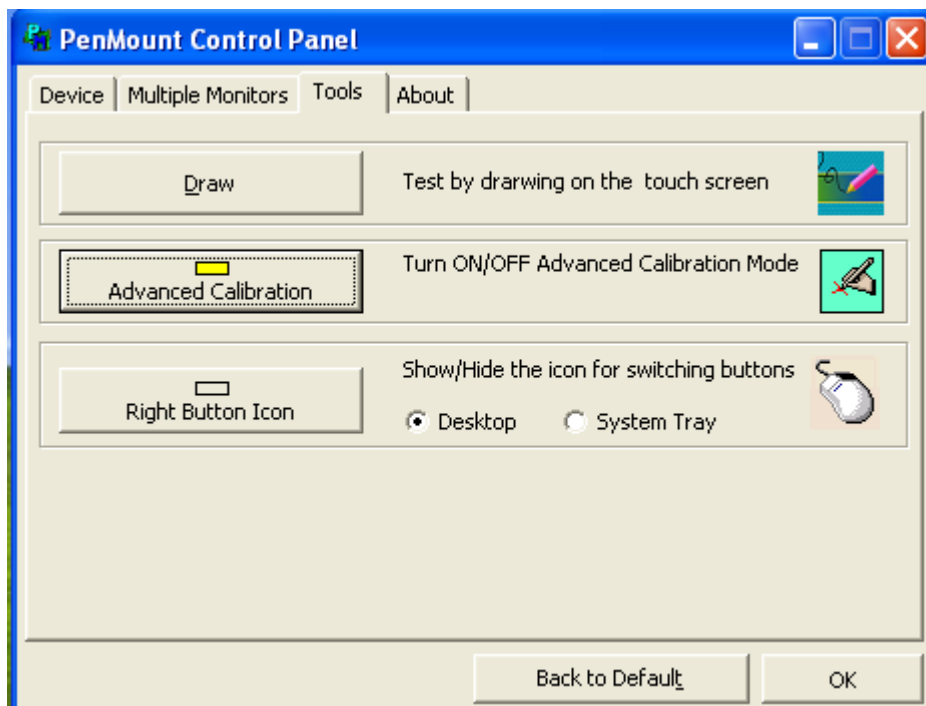 PenMount Control Panel
Device Multiple Monitors Tools About
Draw Test by drarwing on the touch screen
Advanced Calibration Turn ON/OFF Advanced Calibration Mode
Right Button Icon Show/Hide the icon for switching buttons
Desktop System Tray
Back to Default OK